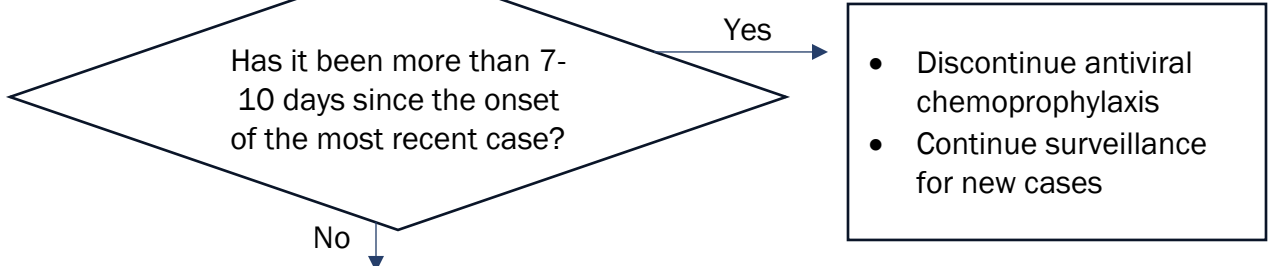 Has it been more than 7-
10 days since the onset
of the most recent case?
Yes
• Discontinue antiviral
chemoprophylaxis
• Continue surveillance
for new cases
No